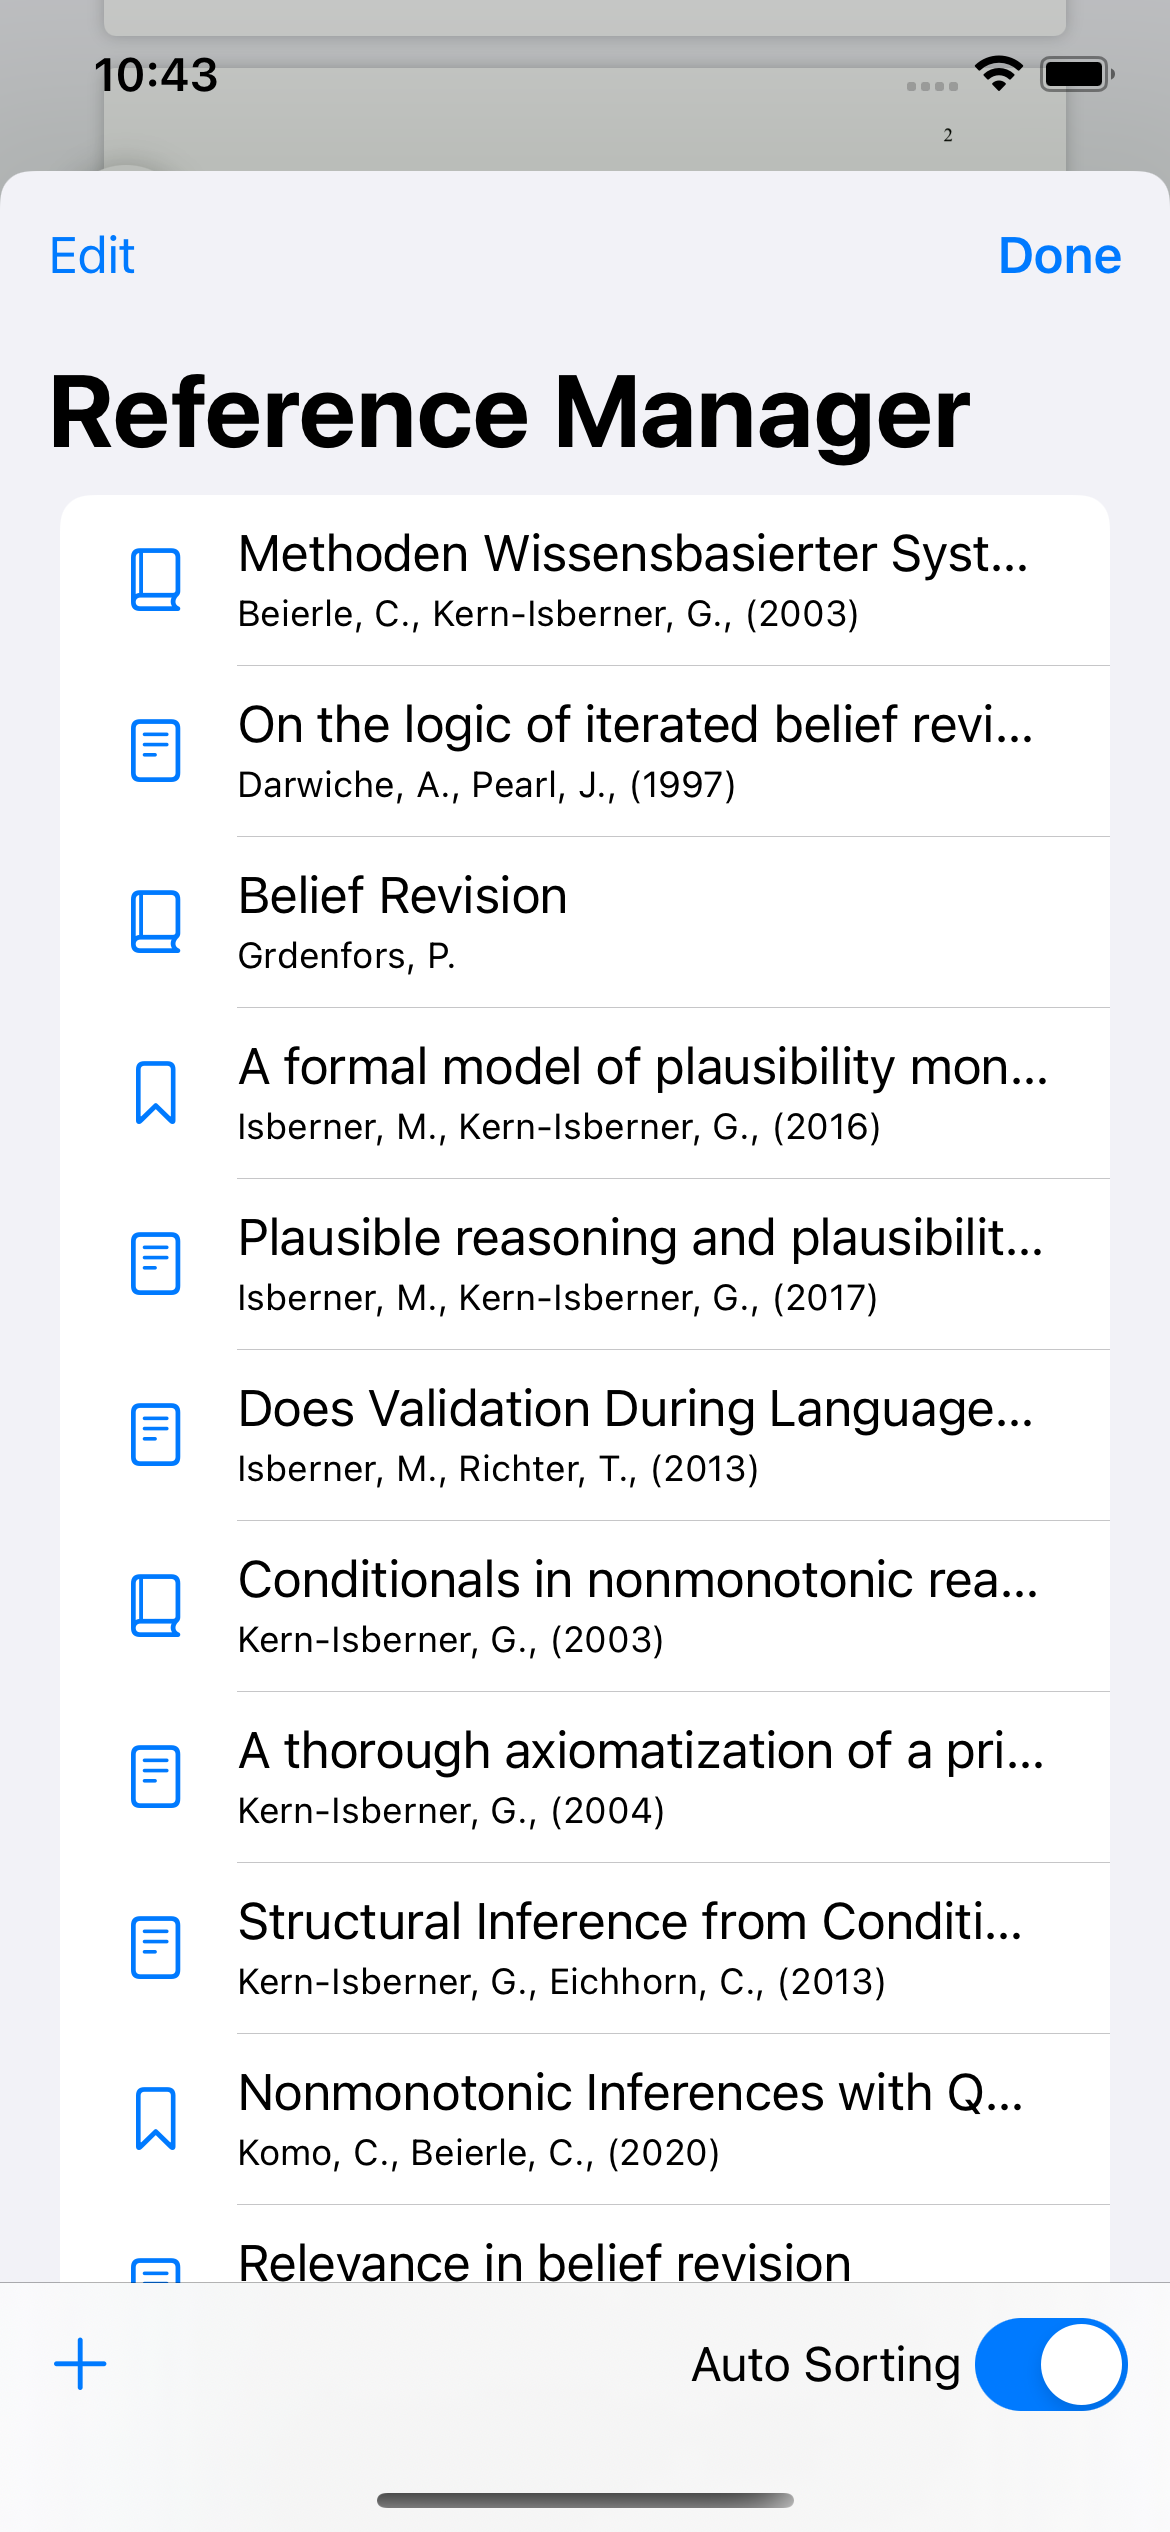 10:43
2
Edit
Done
Reference Manager
Methoden Wissensbasierter Syst...
Beierle, C., Kern-Isberner, G., (2003)
On the logic of iterated belief revi...
Darwiche, A., Pearl, J., (1997)
Belief Revision
Grdenfors, P.
A formal model of plausibility mon...
Isberner, M., Kern-Isberner, G., (2016)
Plausible reasoning and plausibilit...
Isberner, M., Kern-Isberner, G., (2017)
Does Validation During Language...
Isberner, M., Richter, T., (2013)
Conditionals in nonmonotonic rea...
Kern-Isberner, G., (2003)
A thorough axiomatization of a pri...
Kern-Isberner, G., (2004)
Structural Inference from Conditi...
Kern-Isberner, G., Eichhorn, C., (2013)
Nonmonotonic Inferences with Q...
Komo, C., Beierle, C., (2020)
Relevance in belief revision
Auto Sorting